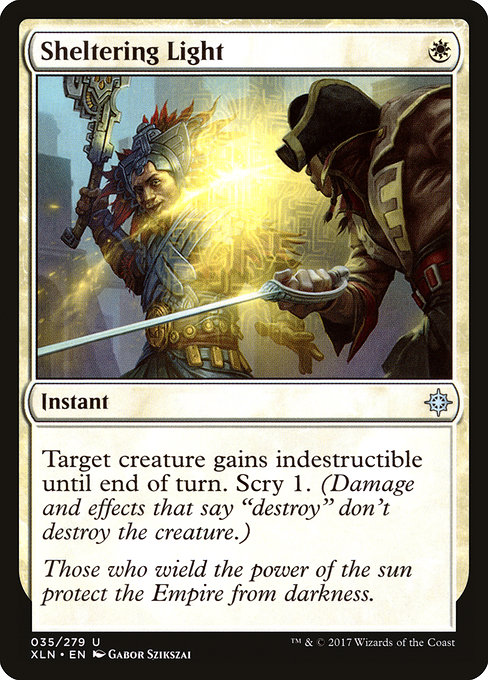 Sheltering Light
Instant
Target creature gains indestructible
until end of turn. Scry 1. (Damage
and effects that say “destroy” don’t
destroy the creature.)
Those who wield the power of the sun
protect the Empire from darkness.
035/279 U
XLN • EN Gabor Szikszai
™ & © 2017 Wizards of the Coast